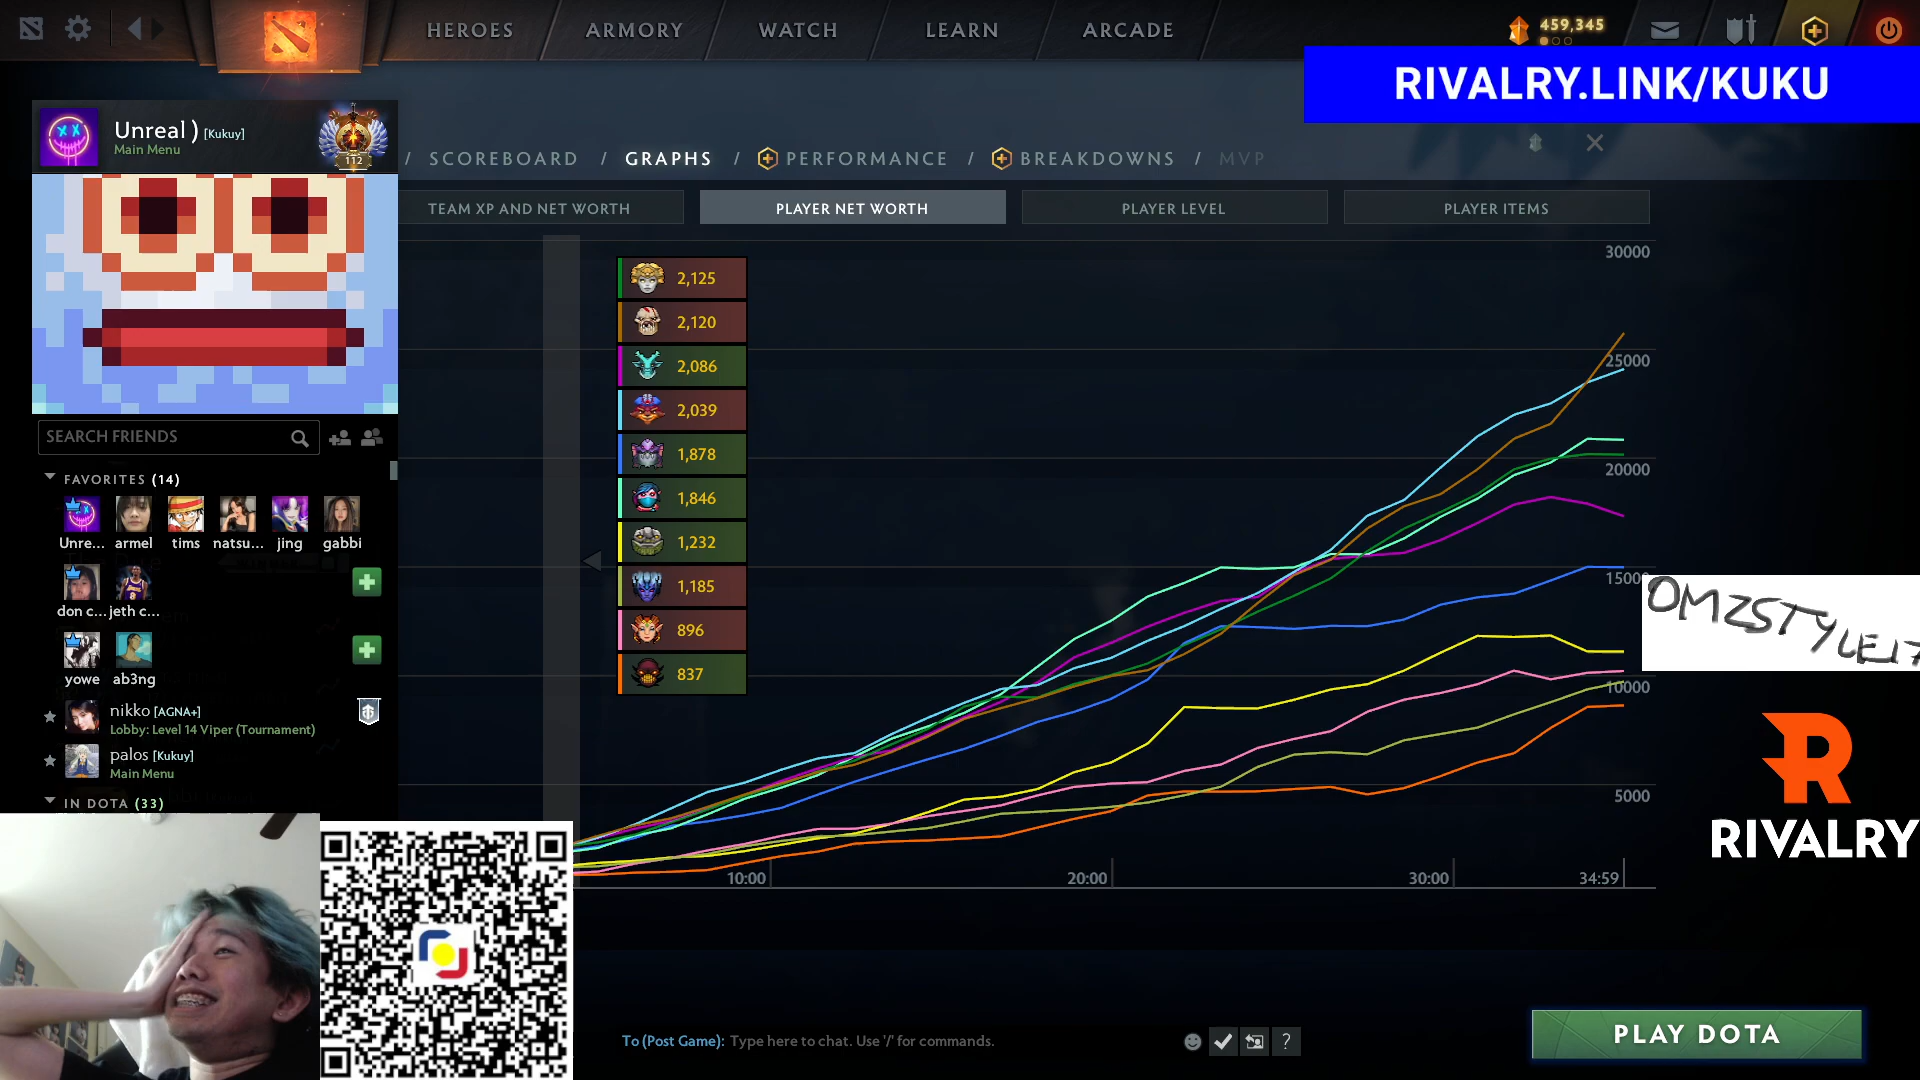 HEROES
ARMORY
WATCH
LEARN
ARCADE
459,345
RIVALRY.LINK/KUKU
Unreal ) [Kukuy]
Main Menu
112
/ SCOREBOARD / GRAPHS / PERFORMANCE / BREAKDOWNS / MVP
TEAM XP AND NET WORTH
PLAYER NET WORTH
PLAYER LEVEL
PLAYER ITEMS
30000
25000
20000
15000
10000
5000
2,125
2,120
2,086
2,039
1,878
1,846
1,232
1,185
896
837
10:00
20:00
30:00
34:59
SEARCH FRIENDS
FAVORITES (14)
Unre...
armel
tims
natsu...
jing
gabbi
don c...
jeth c...
yowe
ab3ng
nikko [AGNA+]
Lobby: Level 14 Viper (Tournament)
palos [Kukuy]
Main Menu
IN DOTA (33)
OMZSTYLE17
RIVALRY
To (Post Game): Type here to chat. Use '/' for commands.
?
PLAY DOTA